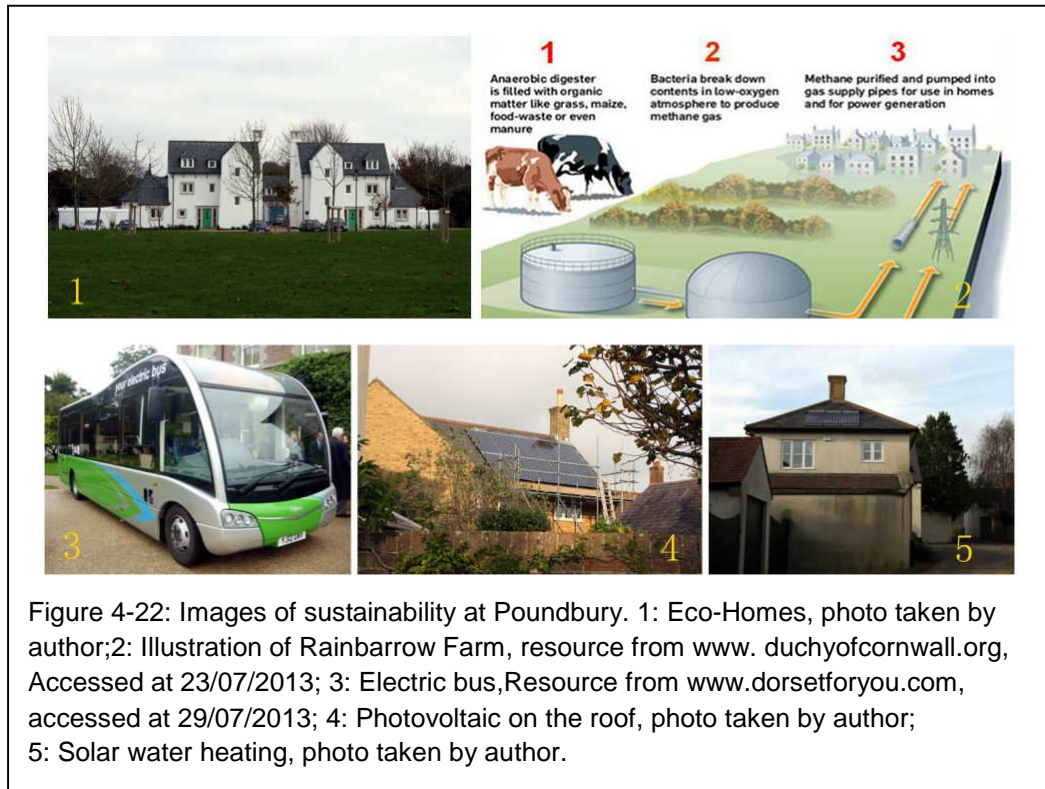 1
Anaerobic digester
is filled with organic
matter like grass, maize,
food-waste or even
manure
2
Bacteria break down
contents in low-oxygen
atmosphere to produce
methane gas
3
Methane purified and pumped into
gas supply pipes for use in homes
and for power generation
1
2
your electric bus
3
4
5
Figure 4-22: Images of sustainability at Poundbury. 1: Eco-Homes, photo taken by
author;2: Illustration of Rainbarrow Farm, resource from www. duchyofcornwall.org,
Accessed at 23/07/2013; 3: Electric bus,Resource from www.dorsetforyou.com,
accessed at 29/07/2013; 4: Photovoltaic on the roof, photo taken by author;
5: Solar water heating, photo taken by author.